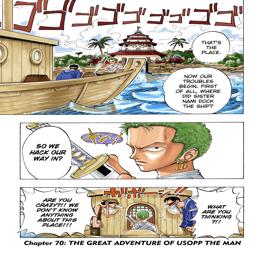 ゴゴゴゴゴゴゴ
THAT'S
THE
PLACE.
NOW OUR
TROUBLES
BEGIN. FIRST
OF ALL, WHERE
DID SISTER
NAMI DOCK
THE SHIP?
SO WE
HACK OUR
WAY IN?
ARE YOU
CRAZY?!! WE
DON'T KNOW
ANYTHING
ABOUT THIS
PLACE!!
WHAT
ARE YOU
THINKING
?!!
Chapter 70: THE GREAT ADVENTURE OF USOPP THE MAN